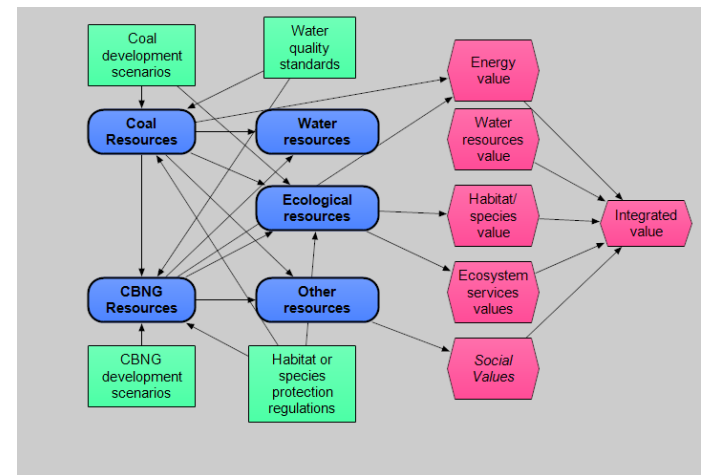 Coal
development
scenarios
Water
quality
standards
Energy
value
Coal
Resources
Water
resources
Water
resources
value
Ecological
resources
Habitat/
species
value
Integrated
value
CBNG
Resources
Other
resources
Ecosystem
services
values
CBNG
development
scenarios
Habitat or
species
protection
regulations
Social
Values